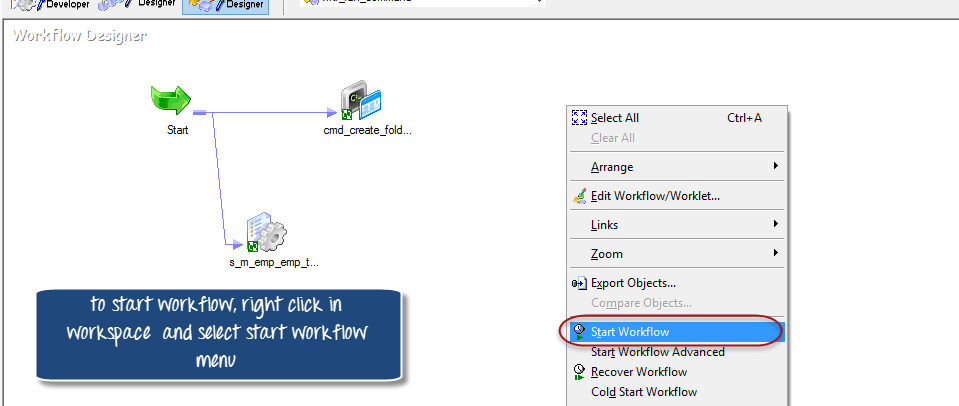 Developer Designer Designer
Workflow Designer
Start
cmd_create_fold...
s_m_emp_emp_t...
to start workflow, right click in
workspace and select start workflow
menu
Select All Ctrl+A
Clear All
Arrange
Edit Workflow/Worklet...
Links
Zoom
Export Objects...
Compare Objects...
Start Workflow
Start Workflow Advanced
Recover Workflow
Cold Start Workflow